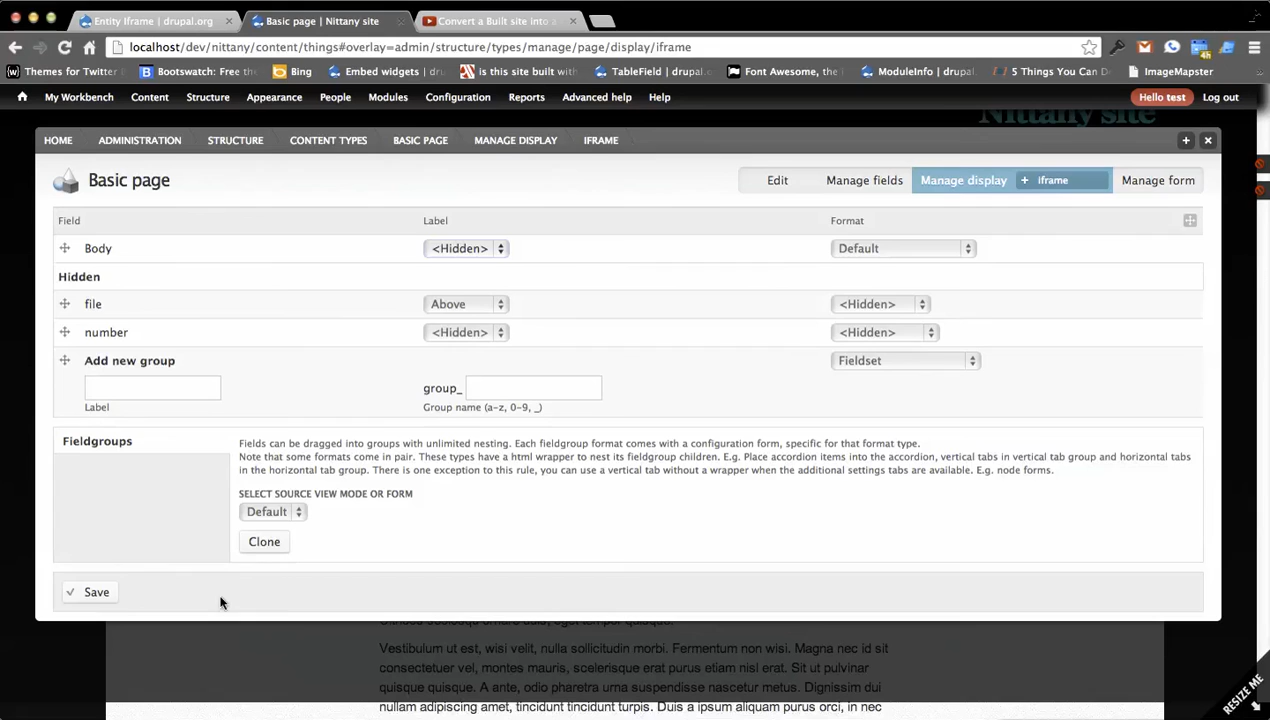 Entity Iframe | drupal.org
Basic page | Nittany site
Convert a Built site into a
localhost/dev/nittany/content/things#overlay=admin/structure/types/manage/page/display/iframe
Themes for Twitter
Bootswatch: Free the
Bing
Embed widgets | dru
is this site built with
TableField | drupal.
Font Awesome, the
ModuleInfo | drupal.
5 Things You Can D
ImageMapster
My Workbench Content Structure Appearance People Modules Configuration Reports Advanced help Help
Hello test Log out
Nittany site
HOME ADMINISTRATION STRUCTURE CONTENT TYPES BASIC PAGE MANAGE DISPLAY IFRAME
Basic page
Edit Manage fields Manage display + Iframe Manage form
Field Label Format
Body <Hidden> Default
Hidden
file Above <Hidden>
number <Hidden> <Hidden>
Add new group Fieldset
group_
Label Group name (a-z, 0-9, _)
Fieldgroups
Fields can be dragged into groups with unlimited nesting. Each fieldgroup format comes with a configuration form, specific for that format type.
Note that some formats come in pair. These types have a html wrapper to nest its fieldgroup children. E.g. Place accordion items into the accordion, vertical tabs in vertical tab group and horizontal tabs
in the horizontal tab group. There is one exception to this rule, you can use a vertical tab without a wrapper when the additional settings tabs are available. E.g. node forms.
SELECT SOURCE VIEW MODE OR FORM
Default
Clone
Save
Vestibulum ut est, wisi velit, nulla sollicitudin morbi. Fermentum non wisi. Magna nec id sit
consectetuer vel, montes mauris, scelerisque erat purus etiam nisl erat. Sit ut pulvinar
quisque quisque. A ante, odio pharetra urna suspendisse nascetur metus. Dignissim dui
nullam adipiscing amet, tincidunt tincidunt turpis. Duis a ipsum aliquam purus orci, in nec
RESIZE ME